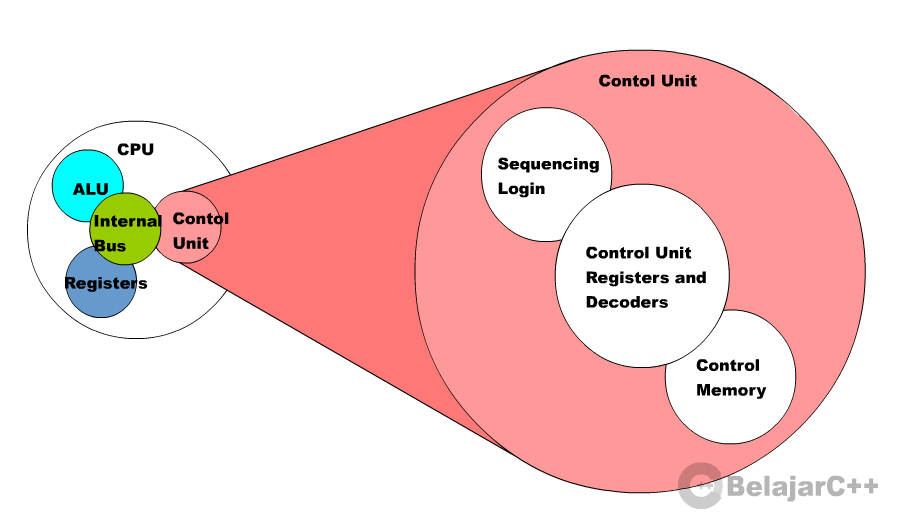 CPU
ALU
Internal
Bus
Contol
Unit
Registers
Contol Unit
Sequencing
Login
Control Unit
Registers and
Decoders
Control
Memory
C++
BelajarC++